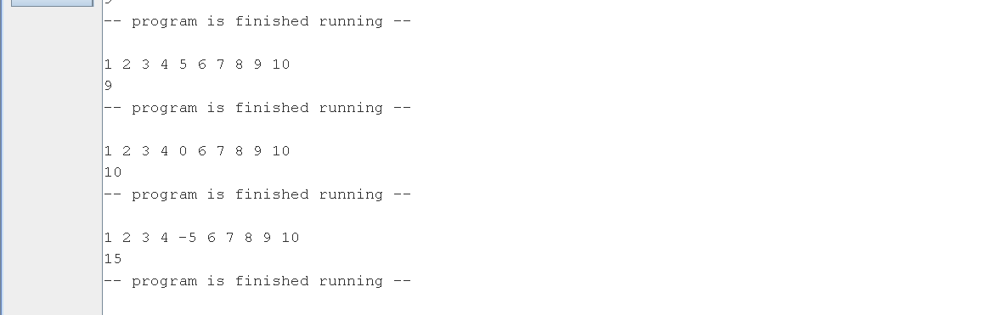 -- program is finished running --
1 2 3 4 5 6 7 8 9 10
9
-- program is finished running --
1 2 3 4 0 6 7 8 9 10
10
-- program is finished running --
1 2 3 4 -5 6 7 8 9 10
15
-- program is finished running --